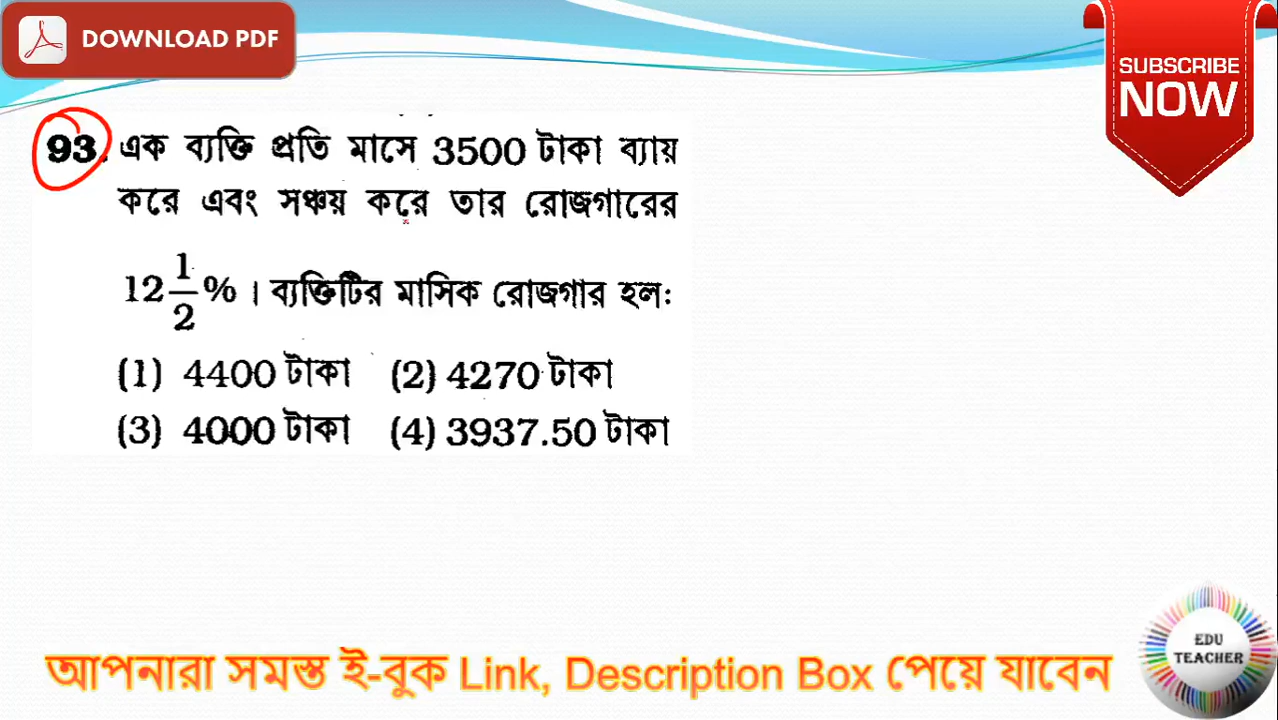 DOWNLOAD PDF
SUBSCRIBE
NOW
93. এক ব্যক্তি প্রতি মাসে 3500 টাকা ব্যায়
করে এবং সঞ্চয় করে তার রোজগারের
12 1/2 % । ব্যক্তিটির মাসিক রোজগার হল:
(1) 4400 টাকা (2) 4270 টাকা
(3) 4000 টাকা (4) 3937.50 টাকা
EDU
TEACHER
আপনারা সমস্ত ই-বুক Link, Description Box পেয়ে যাবেন